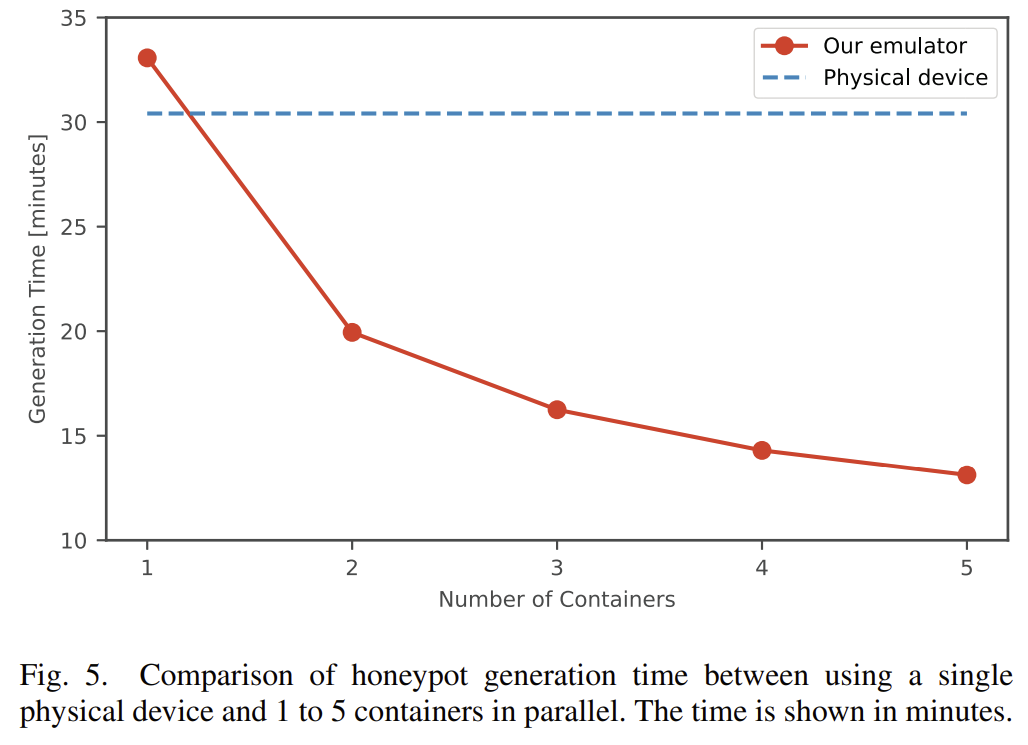 35
30
25
20
15
10
Generation Time [minutes]
Our emulator
Physical device
1 2 3 4 5
Number of Containers
Fig. 5. Comparison of honeypot generation time between using a single
physical device and 1 to 5 containers in parallel. The time is shown in minutes.